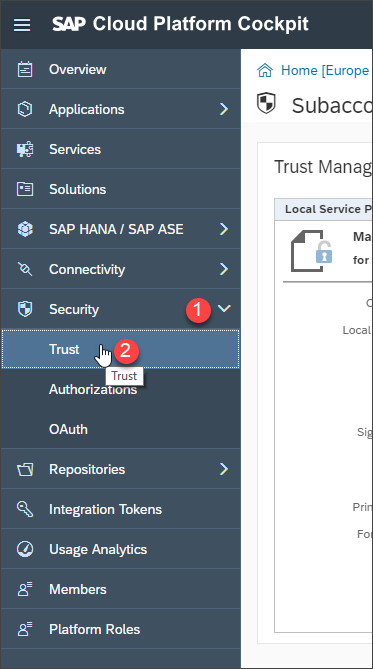 SAP Cloud Platform Cockpit
Overview
Home [Europe
Applications
Subacco
Services
Trust Manag
Solutions
Local Service P
SAP HANA / SAP ASE
Ma
for
Connectivity
C
Security
1
Local
Trust
2
Trust
Authorizations
OAuth
Sig
Repositories
Integration Tokens
Prin
For
Usage Analytics
Members
Platform Roles